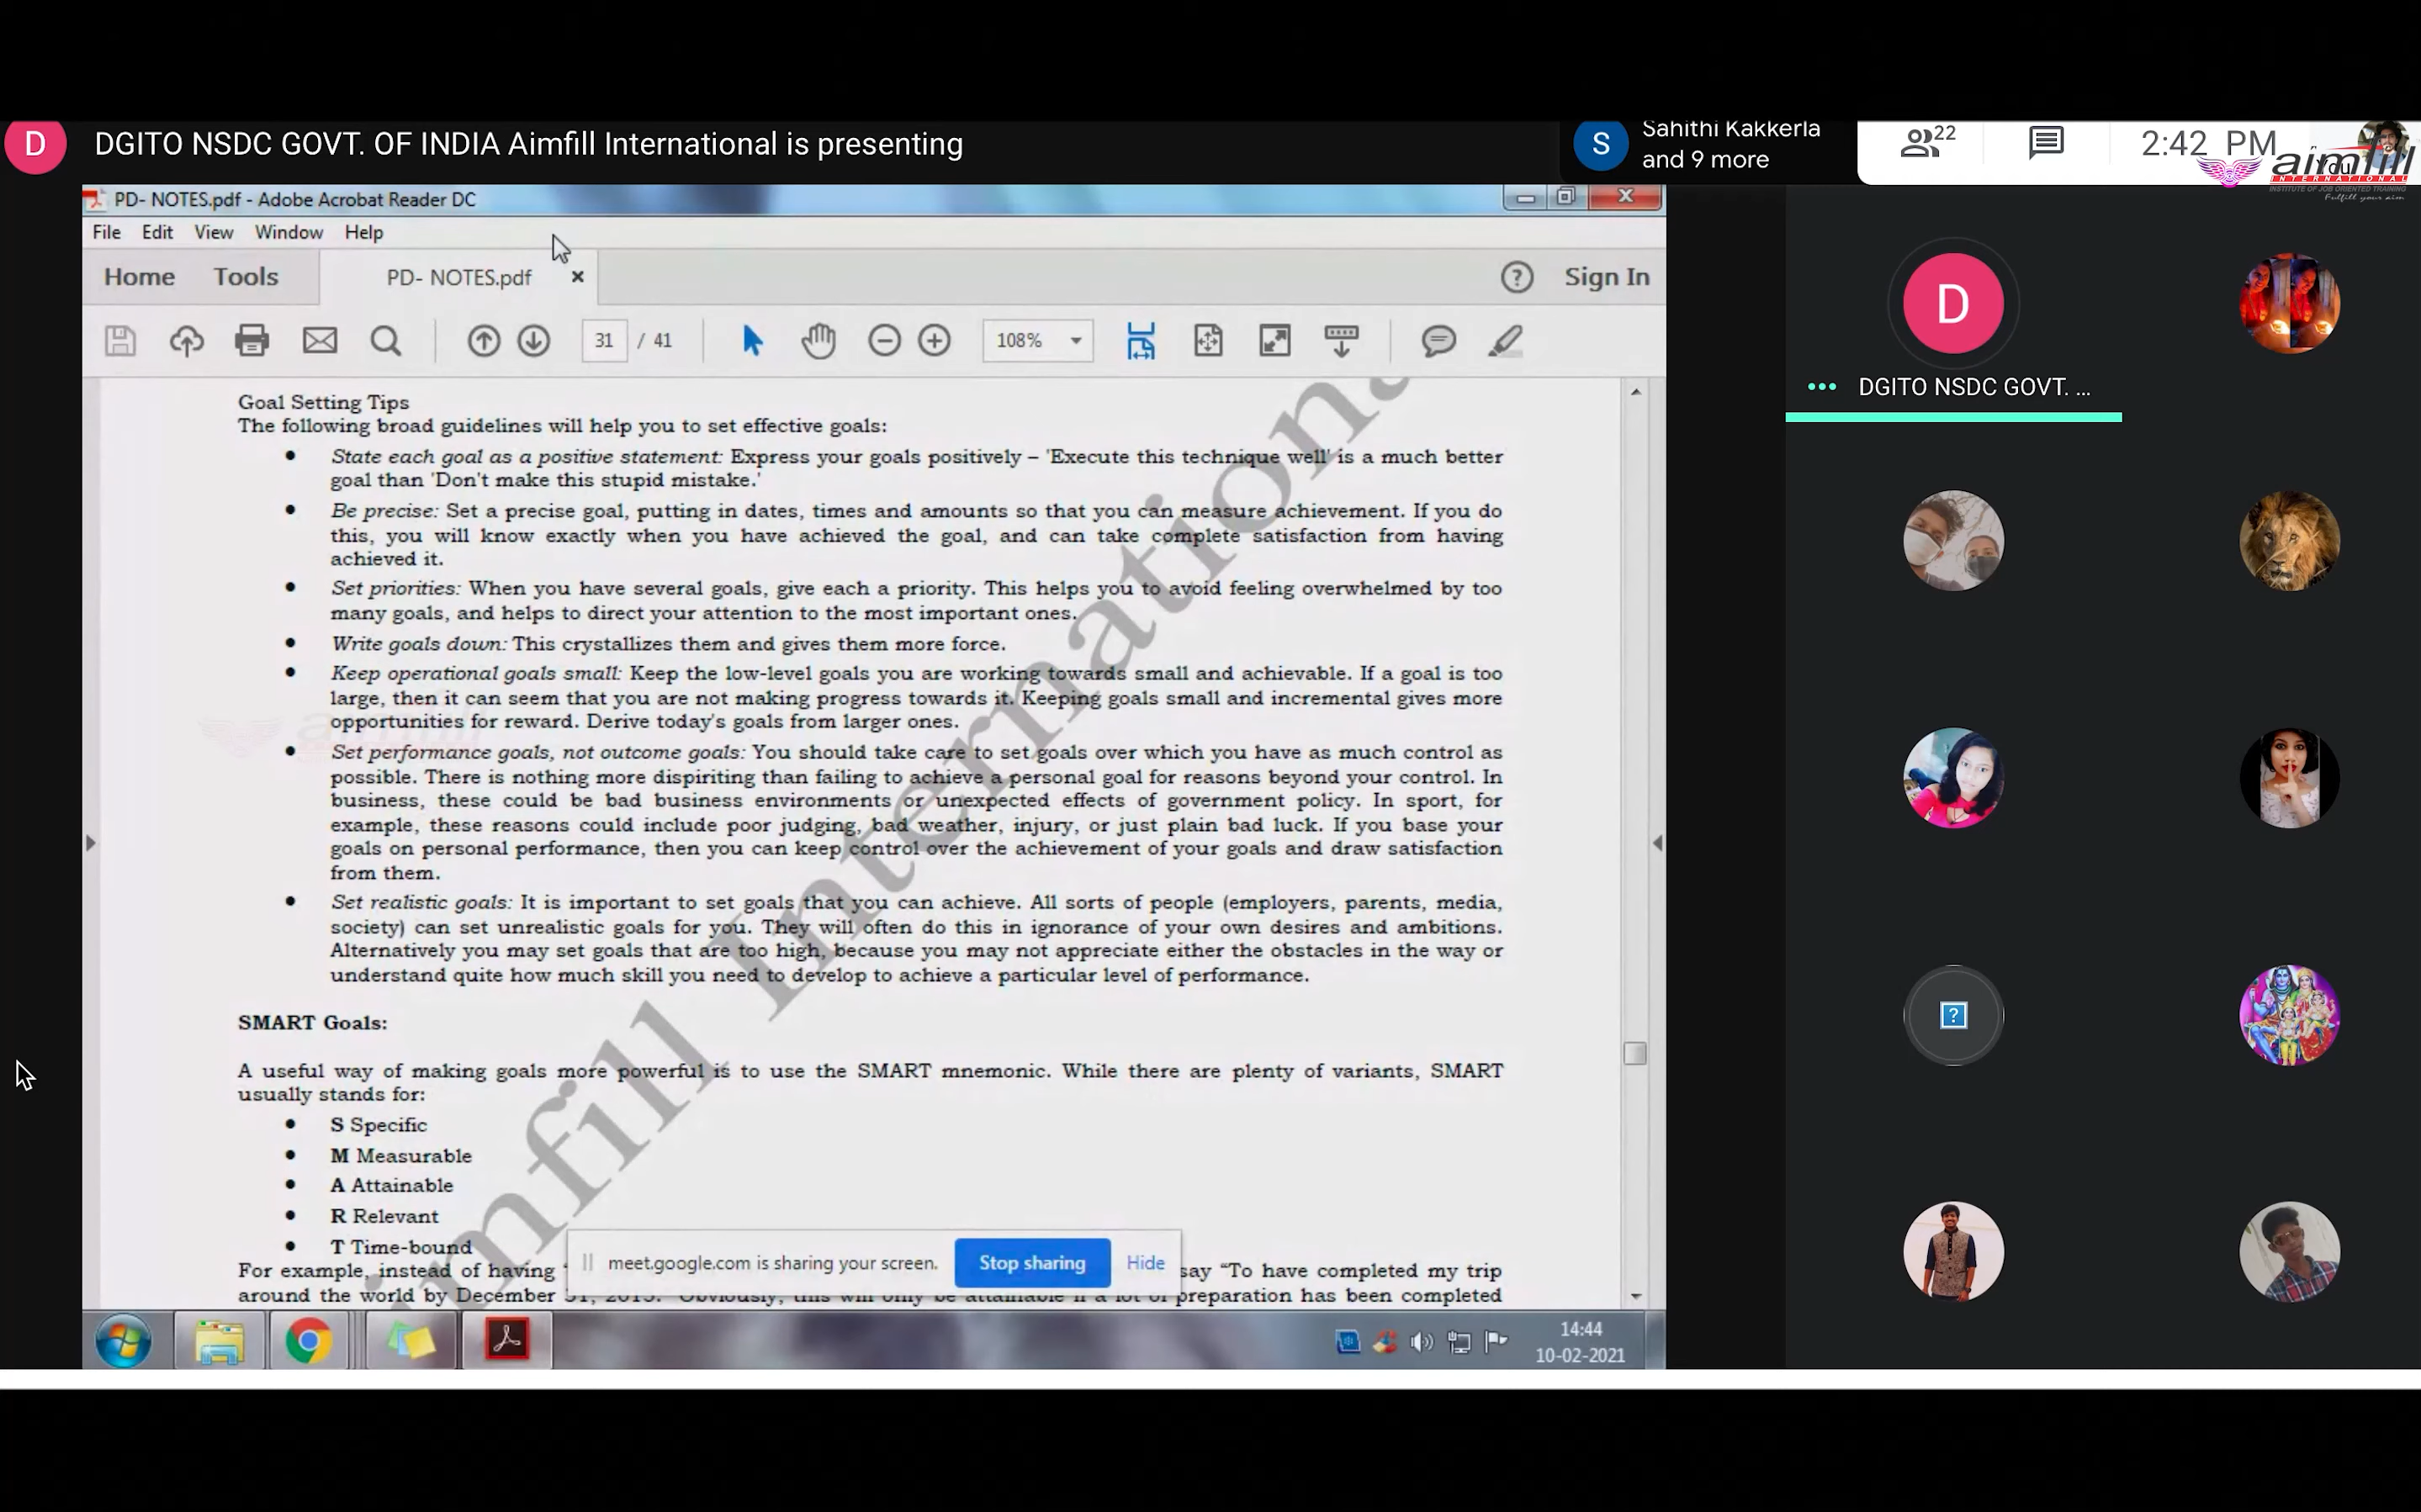 D
DGITO NSDC GOVT. OF INDIA Aimfill International is presenting
S
Sahithi Kakkerla
and 9 more
22
2:42 PM
You
aimfill
INTERNATIONAL
INSTITUTE OF JOB ORIENTED TRAINING
Fulfill your aim
PD- NOTES.pdf - Adobe Acrobat Reader DC
File Edit View Window Help
Home Tools PD- NOTES.pdf Sign In
31 / 41 108%
Goal Setting Tips
The following broad guidelines will help you to set effective goals:
• State each goal as a positive statement: Express your goals positively – 'Execute this technique well' is a much better
goal than 'Don't make this stupid mistake.'
• Be precise: Set a precise goal, putting in dates, times and amounts so that you can measure achievement. If you do
this, you will know exactly when you have achieved the goal, and can take complete satisfaction from having
achieved it.
• Set priorities: When you have several goals, give each a priority. This helps you to avoid feeling overwhelmed by too
many goals, and helps to direct your attention to the most important ones.
• Write goals down: This crystallizes them and gives them more force.
• Keep operational goals small: Keep the low-level goals you are working towards small and achievable. If a goal is too
large, then it can seem that you are not making progress towards it. Keeping goals small and incremental gives more
opportunities for reward. Derive today's goals from larger ones.
• Set performance goals, not outcome goals: You should take care to set goals over which you have as much control as
possible. There is nothing more dispiriting than failing to achieve a personal goal for reasons beyond your control. In
business, these could be bad business environments or unexpected effects of government policy. In sport, for
example, these reasons could include poor judging, bad weather, injury, or just plain bad luck. If you base your
goals on personal performance, then you can keep control over the achievement of your goals and draw satisfaction
from them.
• Set realistic goals: It is important to set goals that you can achieve. All sorts of people (employers, parents, media,
society) can set unrealistic goals for you. They will often do this in ignorance of your own desires and ambitions.
Alternatively you may set goals that are too high, because you may not appreciate either the obstacles in the way or
understand quite how much skill you need to develop to achieve a particular level of performance.
SMART Goals:
A useful way of making goals more powerful is to use the SMART mnemonic. While there are plenty of variants, SMART
usually stands for:
• S Specific
• M Measurable
• A Attainable
• R Relevant
• T Time-bound
For example, instead of having say “To have completed my trip
around the world by December preparation has been completed
meet.google.com is sharing your screen. Stop sharing Hide
imfill Internationa
14:44
10-02-2021
D
DGITO NSDC GOVT. ...